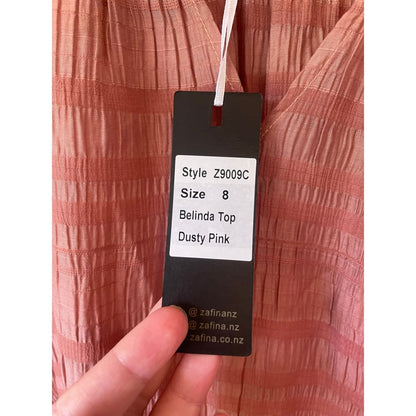 Style Z9009C
Size 8
Belinda Top
Dusty Pink
@ zafinanz
@ zafina.nz
zafina.co.nz